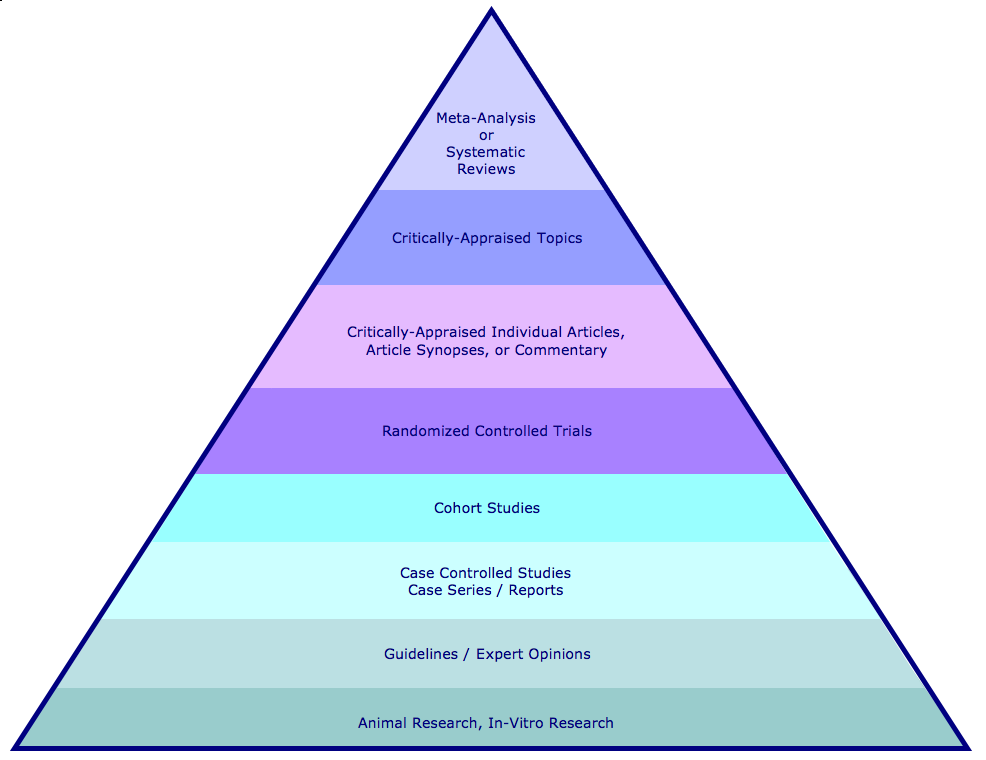 Meta-Analysis
or
Systematic
Reviews
Critically-Appraised Topics
Critically-Appraised Individual Articles,
Article Synopses, or Commentary
Randomized Controlled Trials
Cohort Studies
Case Controlled Studies
Case Series / Reports
Guidelines / Expert Opinions
Animal Research, In-Vitro Research